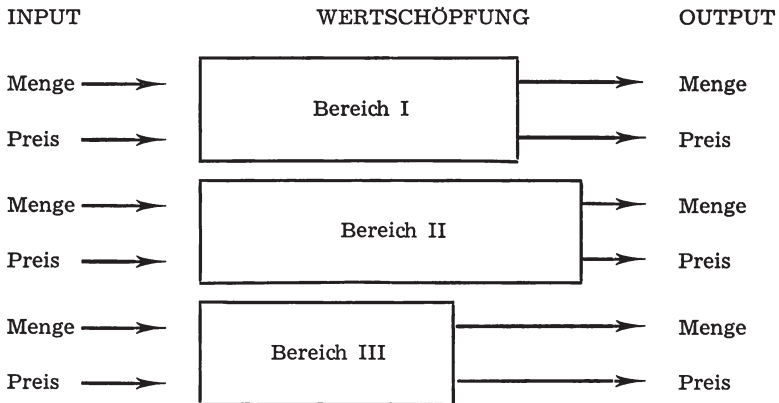 INPUT WERTSCHÖPFUNG OUTPUT
Menge Menge
Bereich I
Preis Preis
Menge Menge
Bereich II
Preis Preis
Menge Menge
Bereich III
Preis Preis